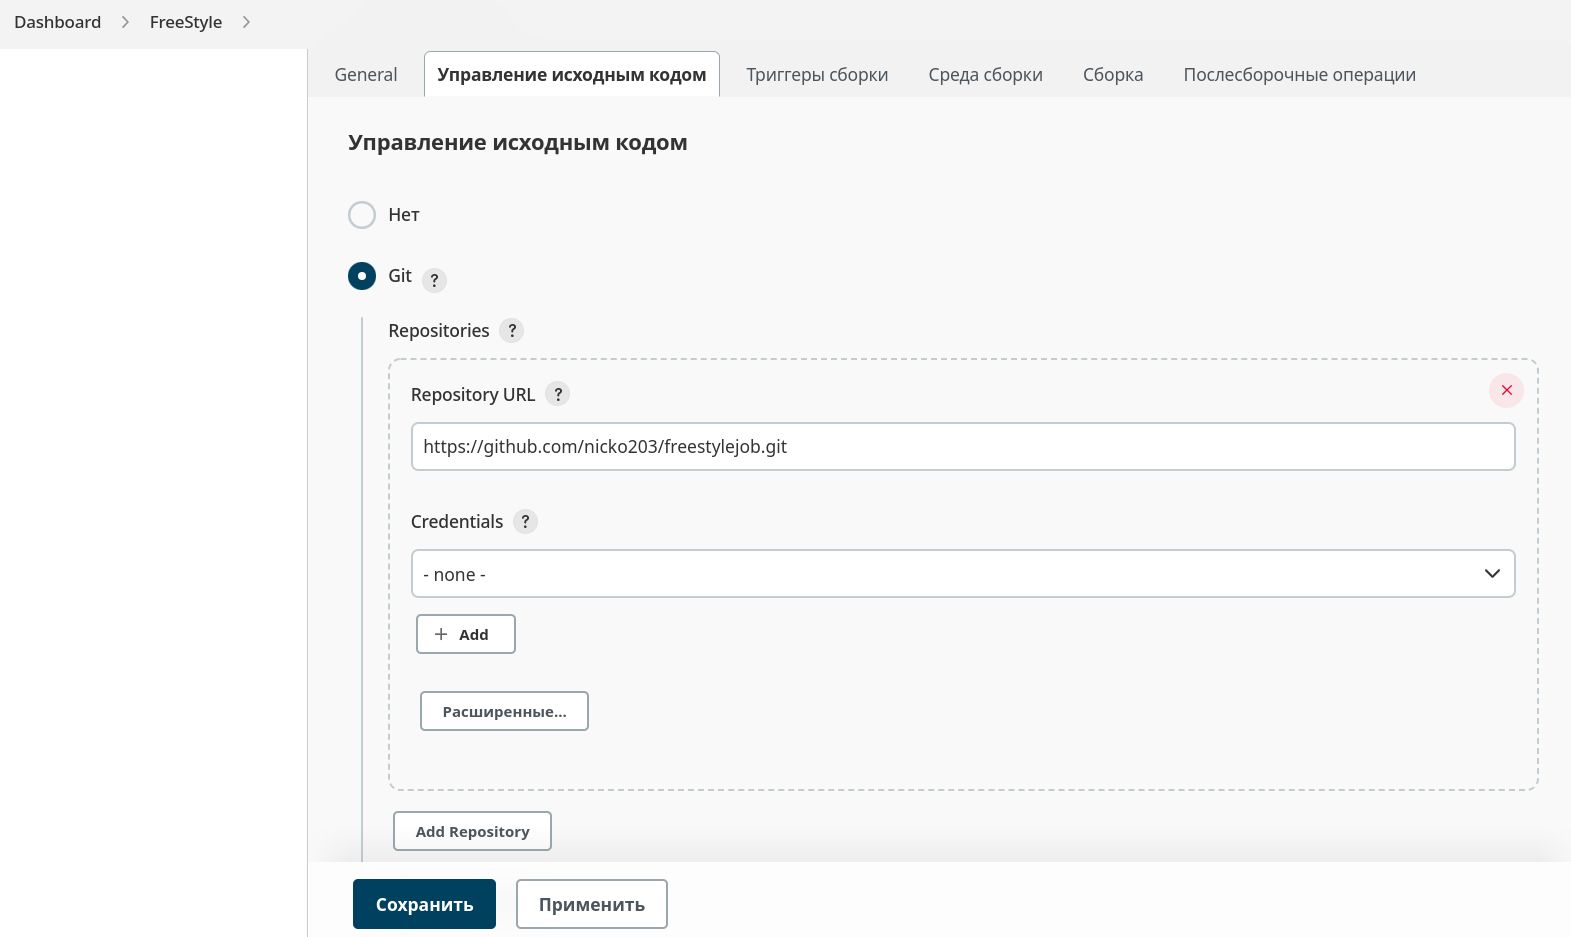 Dashboard > FreeStyle >
General Управление исходным кодом Триггеры сборки Среда сборки Сборка Послесборочные операции
Управление исходным кодом
Нет
Git ?
Repositories ?
Repository URL ?
https://github.com/nicko203/freestylejob.git
Credentials ?
- none -
+ Add
Расширенные...
Add Repository
Сохранить Применить